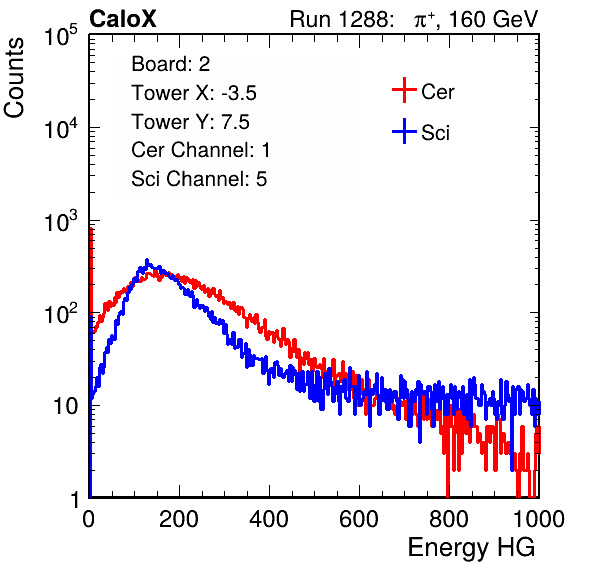 CaloX Run 1288: π⁺, 160 GeV
Counts
Board: 2
Tower X: -3.5
Tower Y: 7.5
Cer Channel: 1
Sci Channel: 5
Cer
Sci
10⁵
10⁴
10³
10²
10
1
0 200 400 600 800 1000
Energy HG